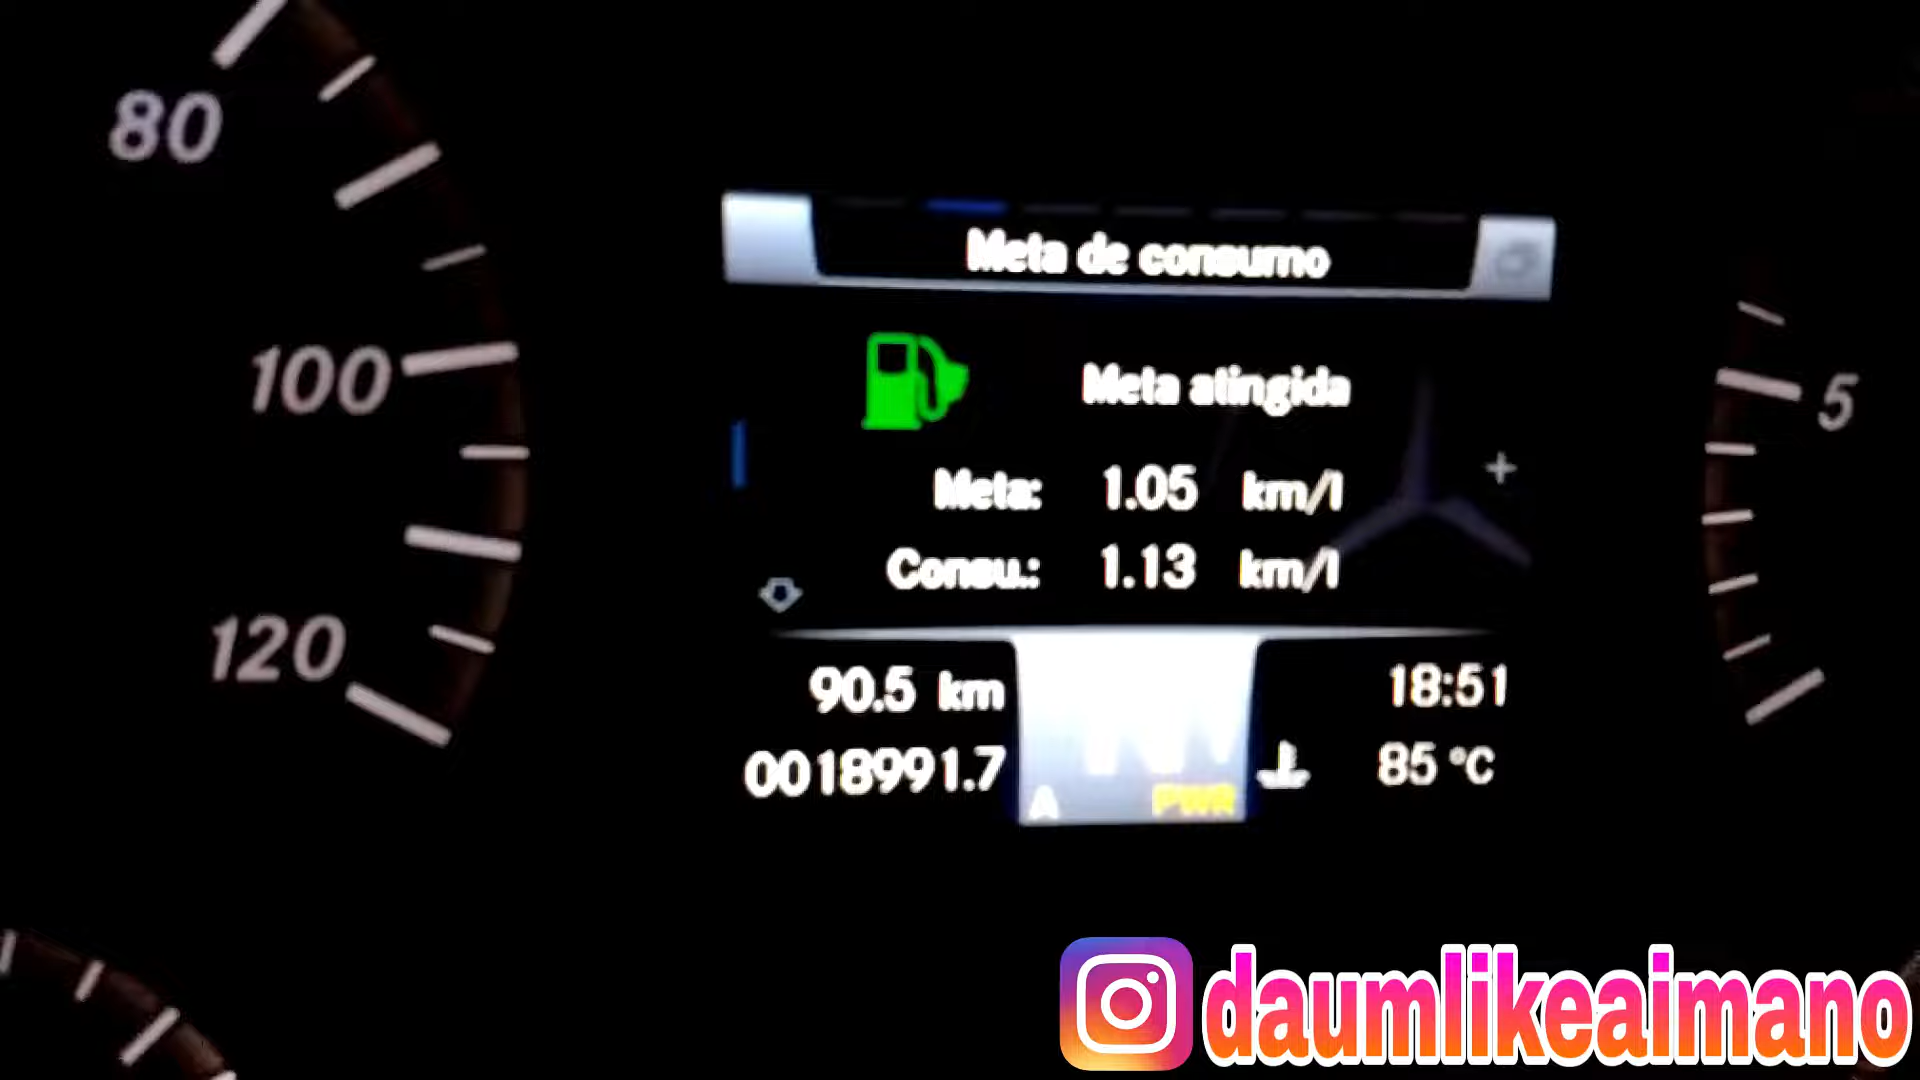 80
100
120
5
Meta de consumo
Meta atingida
Meta: 1.05 km/l
Consu.: 1.13 km/l
90.5 km
18:51
0018991.7
85 °C
A PWR
daumlikeaimano